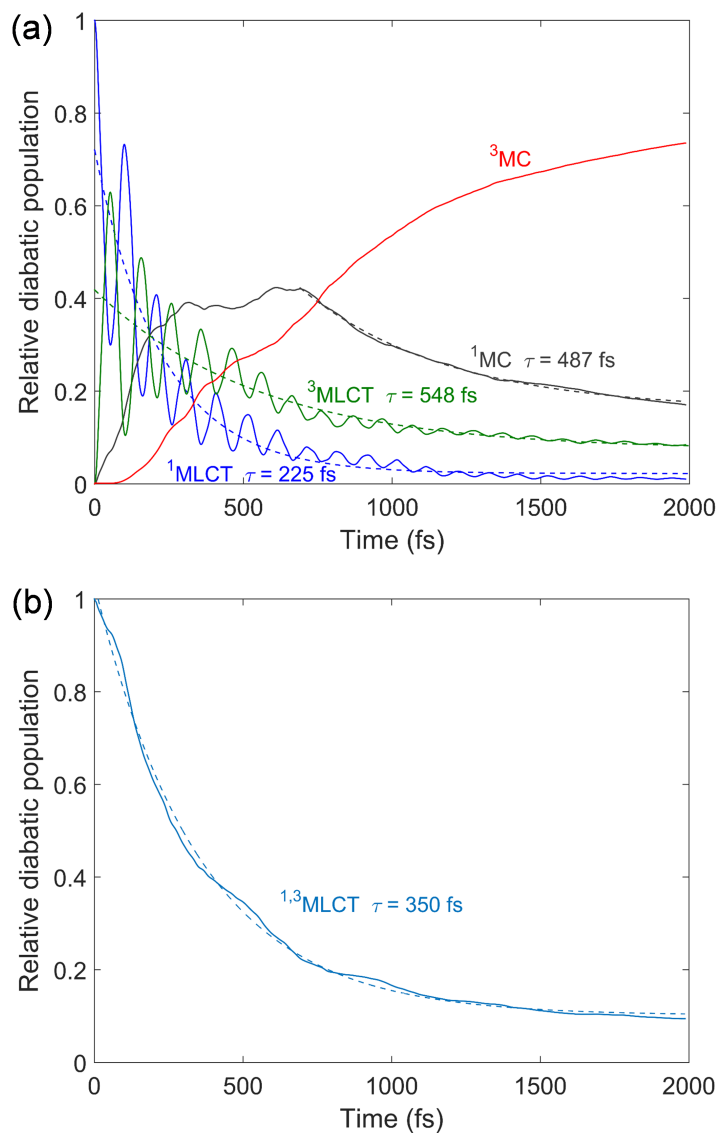 (a)
1
0.8
0.6
0.4
0.2
0
Relative diabatic population
³MC
¹MC τ = 487 fs
³MLCT τ = 548 fs
¹MLCT τ = 225 fs
0 500 1000 1500 2000
Time (fs)
(b)
1
0.8
0.6
0.4
0.2
0
Relative diabatic population
¹,³MLCT τ = 350 fs
0 500 1000 1500 2000
Time (fs)